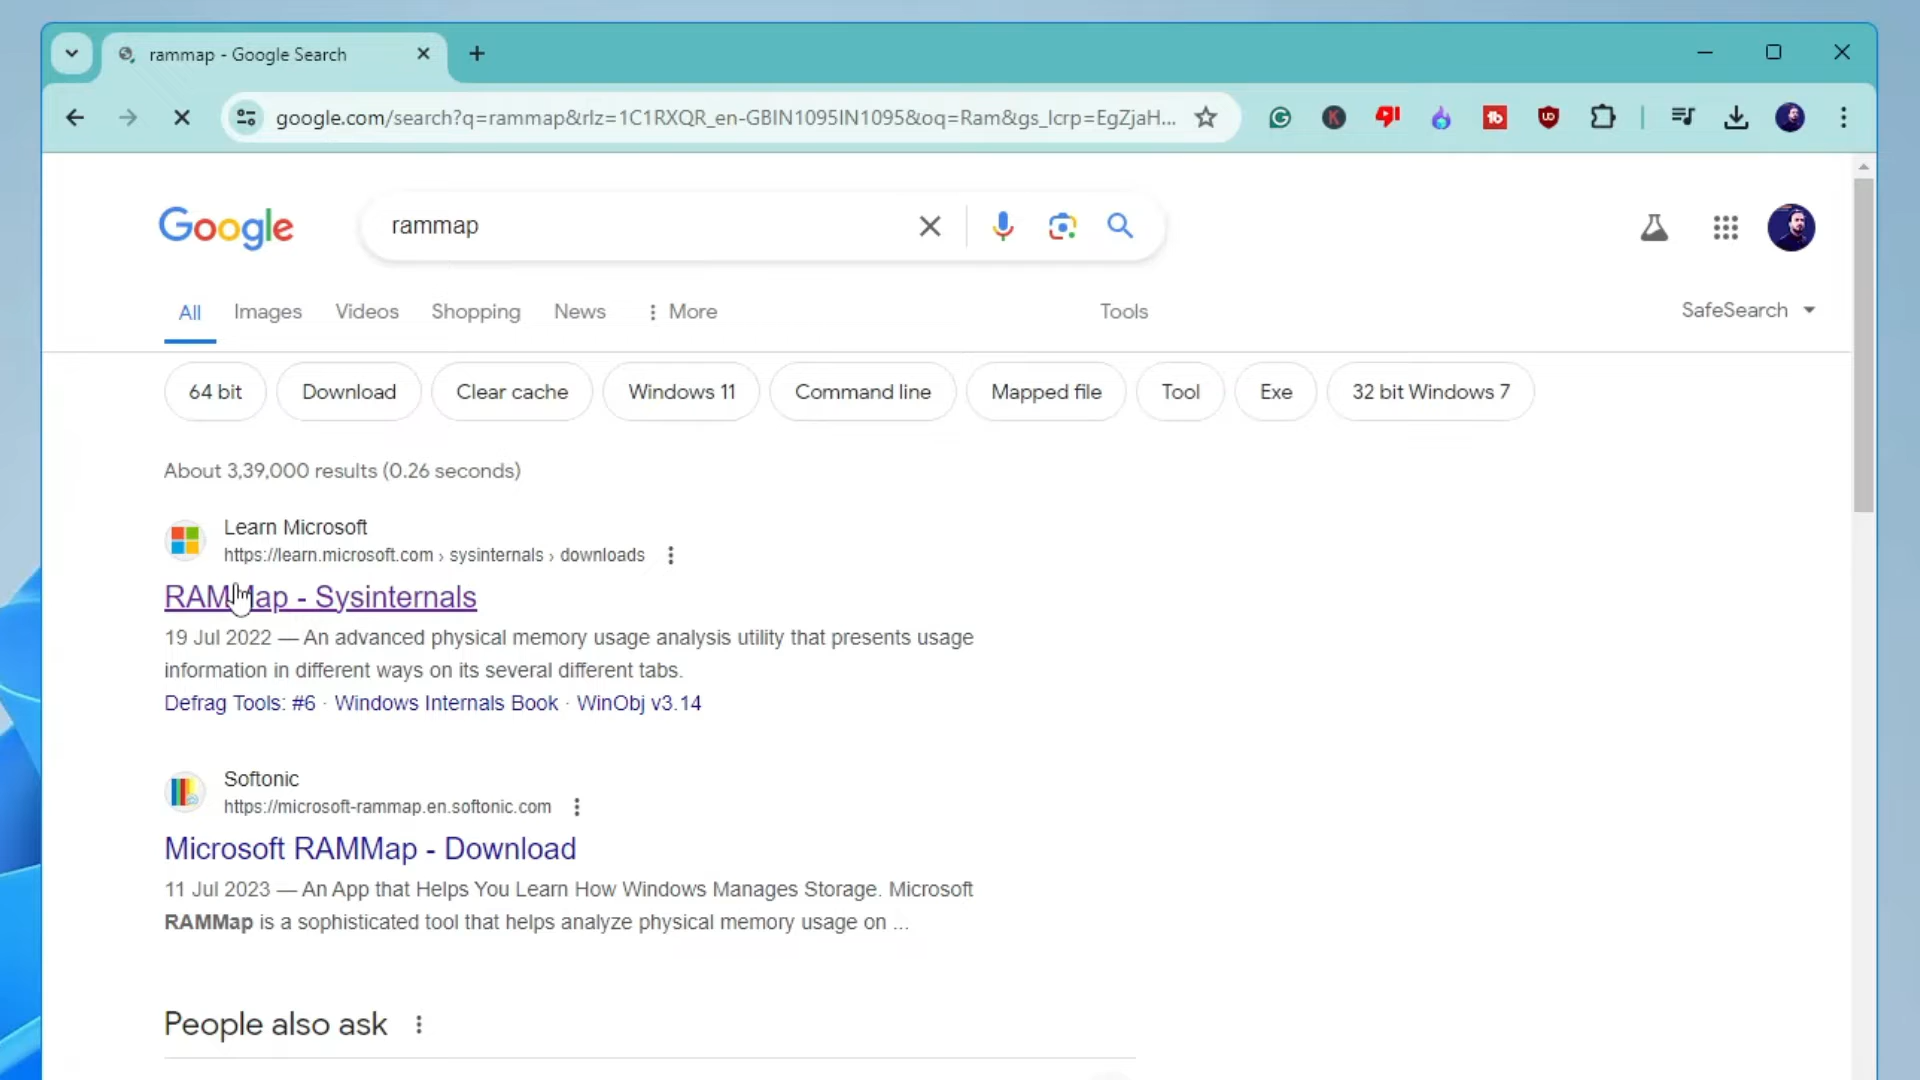 rammap - Google Search
google.com/search?q=rammap&rlz=1C1RXQR_en-GBIN1095IN1095&oq=Ram&gs_lcrp=EgZjaH...
Google
rammap
All Images Videos Shopping News More Tools SafeSearch
64 bit Download Clear cache Windows 11 Command line Mapped file Tool Exe 32 bit Windows 7
About 3,39,000 results (0.26 seconds)
Learn Microsoft
https://learn.microsoft.com › sysinternals › downloads
RAMMap - Sysinternals
19 Jul 2022 — An advanced physical memory usage analysis utility that presents usage
information in different ways on its several different tabs.
Defrag Tools: #6 · Windows Internals Book · WinObj v3.14
Softonic
https://microsoft-rammap.en.softonic.com
Microsoft RAMMap - Download
11 Jul 2023 — An App that Helps You Learn How Windows Manages Storage. Microsoft
RAMMap is a sophisticated tool that helps analyze physical memory usage on ...
People also ask